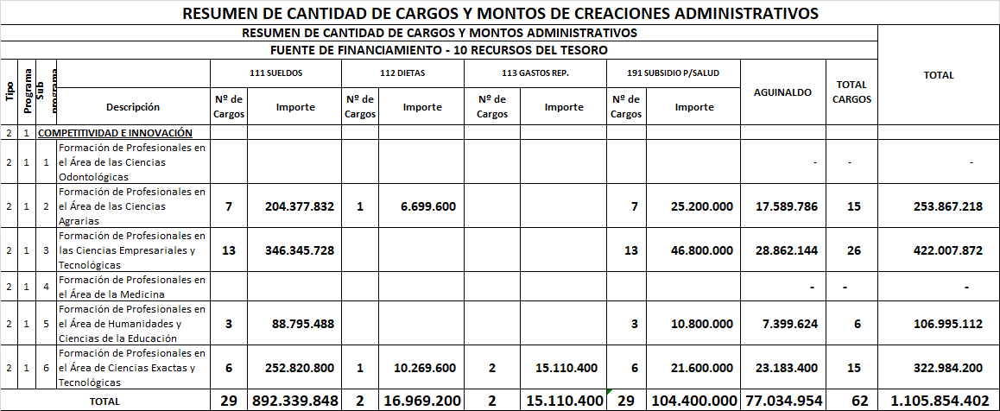 RESUMEN DE CANTIDAD DE CARGOS Y MONTOS DE CREACIONES ADMINISTRATIVOS
RESUMEN DE CANTIDAD DE CARGOS Y MONTOS ADMINISTRATIVOS
FUENTE DE FINANCIAMIENTO - 10 RECURSOS DEL TESORO
Tipo Programa Sub programa Descripción 111 SUELDOS 112 DIETAS 113 GASTOS REP. 191 SUBSIDIO P/SALUD AGUINALDO TOTAL CARGOS TOTAL
Nº de Cargos Importe Nº de Cargos Importe Nº de Cargos Importe Nº de Cargos Importe
2 1 COMPETITIVIDAD E INNOVACIÓN
Formación de Profesionales en
2 1 1 el Área de las Ciencias - - -
Odontológicas
Formación de Profesionales en
2 1 2 el Área de las Ciencias 7 204.377.832 1 6.699.600 7 25.200.000 17.589.786 15 253.867.218
Agrarias
Formación de Profesionales en
2 1 3 las Ciencias Empresariales y 13 346.345.728 13 46.800.000 28.862.144 26 422.007.872
Tecnológicas
Formación de Profesionales en
2 1 4 el Área de la Medicina - - -
Formación de Profesionales en
2 1 5 el Área de Humanidades y 3 88.795.488 3 10.800.000 7.399.624 6 106.995.112
Ciencias de la Educación
Formación de Profesionales en
2 1 6 el Área de Ciencias Exactas y 6 252.820.800 1 10.269.600 2 15.110.400 6 21.600.000 23.183.400 15 322.984.200
Tecnológicas
TOTAL 29 892.339.848 2 16.969.200 2 15.110.400 29 104.400.000 77.034.954 62 1.105.854.402